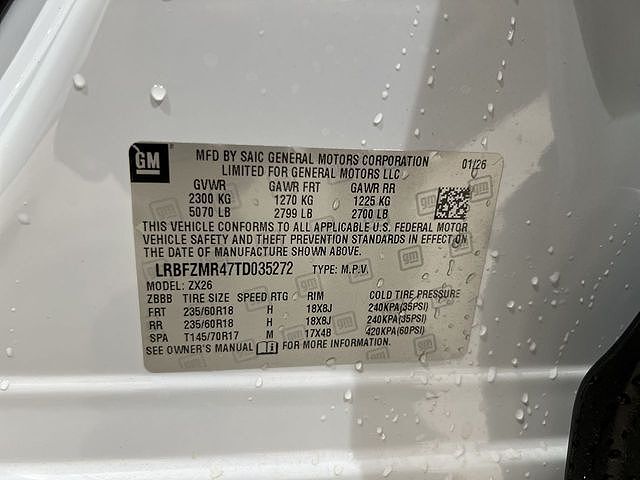 GM
MFD BY SAIC GENERAL MOTORS CORPORATION 01/26
LIMITED FOR GENERAL MOTORS LLC
GVWR GAWR FRT GAWR RR
2300 KG 1270 KG 1225 KG
5070 LB 2799 LB 2700 LB
THIS VEHICLE CONFORMS TO ALL APPLICABLE U.S. FEDERAL MOTOR
VEHICLE SAFETY AND THEFT PREVENTION STANDARDS IN EFFECT ON
THE DATE OF MANUFACTURE SHOWN ABOVE.
LRBFZMR47TD035272 TYPE: M.P.V.
MODEL: ZX26
ZBBB TIRE SIZE SPEED RTG RIM COLD TIRE PRESSURE
FRT 235/60R18 H 18X8J 240KPA(35PSI)
RR 235/60R18 H 18X8J 240KPA(35PSI)
SPA T145/70R17 M 17X4B 420KPA(60PSI)
SEE OWNER'S MANUAL FOR MORE INFORMATION.